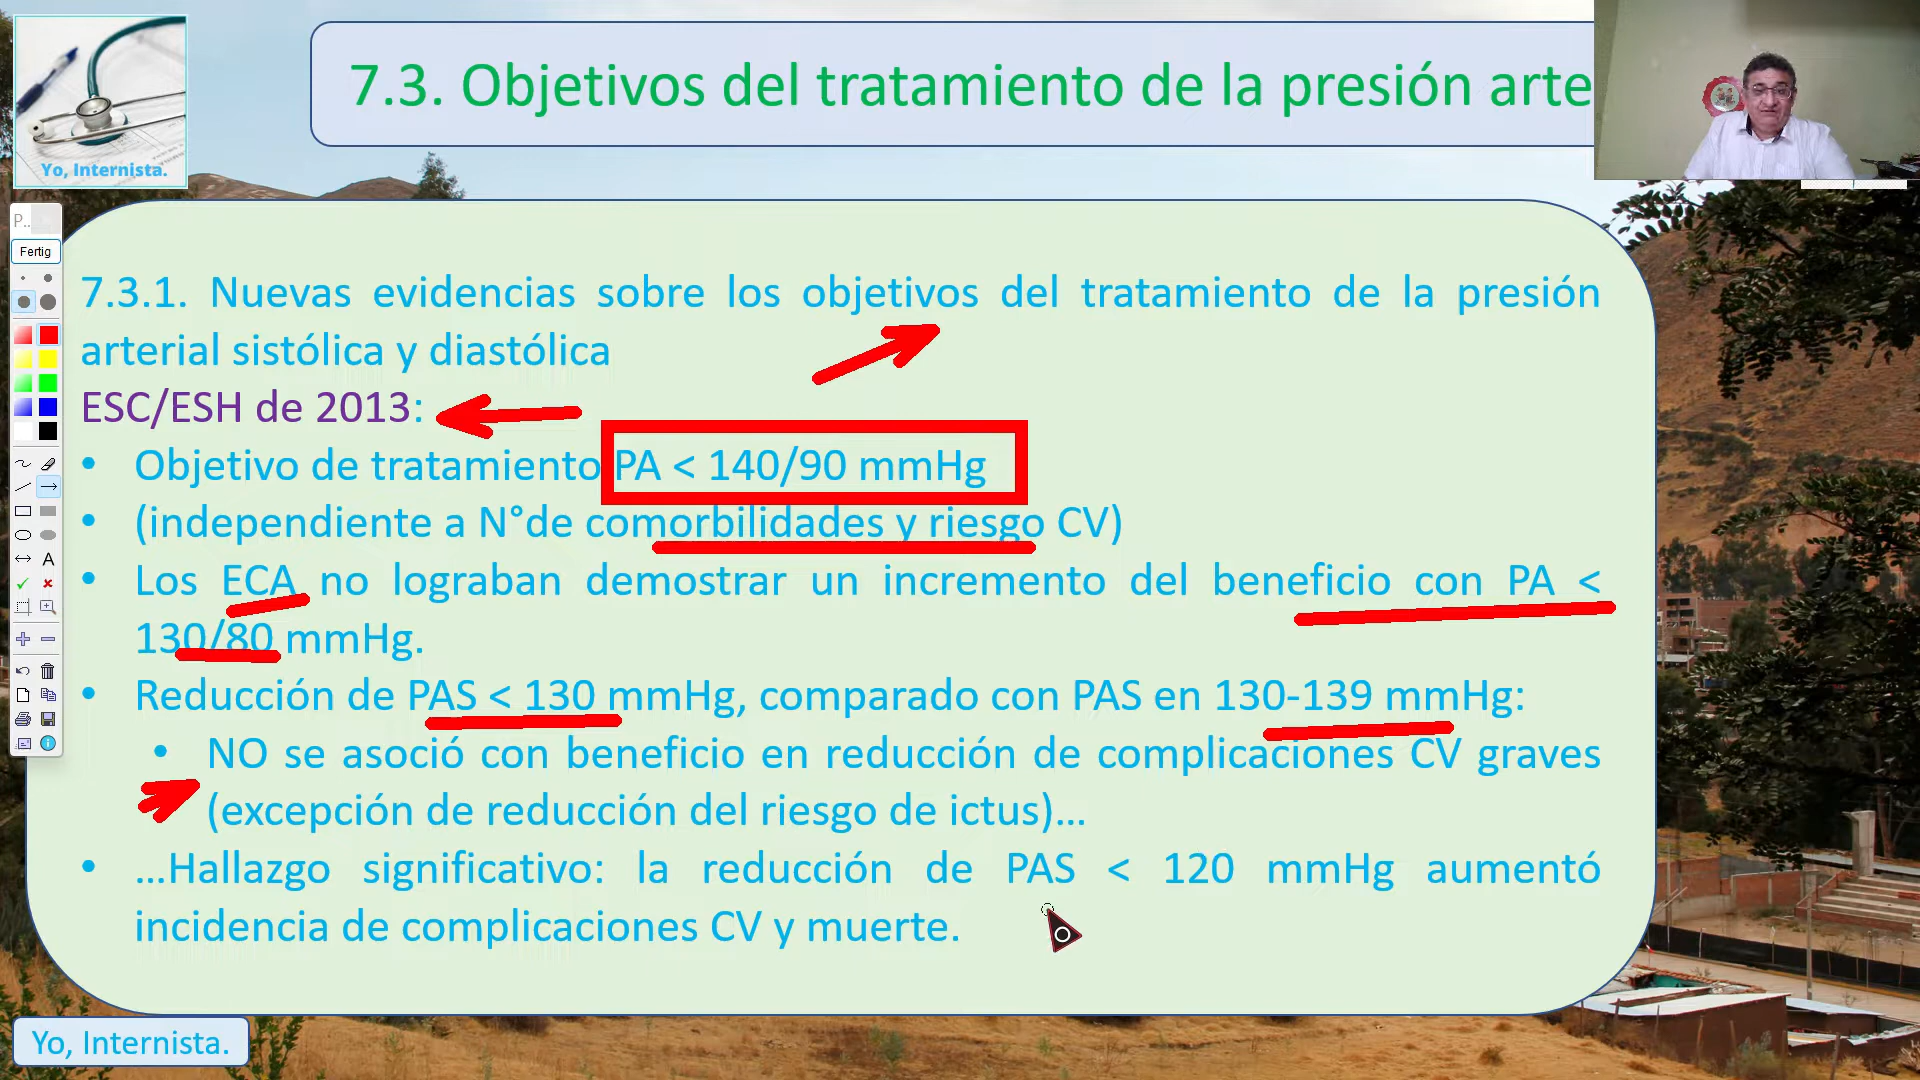 Yo, Internista.
7.3. Objetivos del tratamiento de la presión arte
P..
Fertig
A
7.3.1. Nuevas evidencias sobre los objetivos del tratamiento de la presión
arterial sistólica y diastólica
ESC/ESH de 2013:
• Objetivo de tratamiento PA < 140/90 mmHg
• (independiente a N°de comorbilidades y riesgo CV)
• Los ECA no lograban demostrar un incremento del beneficio con PA <
130/80 mmHg.
• Reducción de PAS < 130 mmHg, comparado con PAS en 130-139 mmHg:
• NO se asoció con beneficio en reducción de complicaciones CV graves
(excepción de reducción del riesgo de ictus)...
• ...Hallazgo significativo: la reducción de PAS < 120 mmHg aumentó
incidencia de complicaciones CV y muerte.
Yo, Internista.